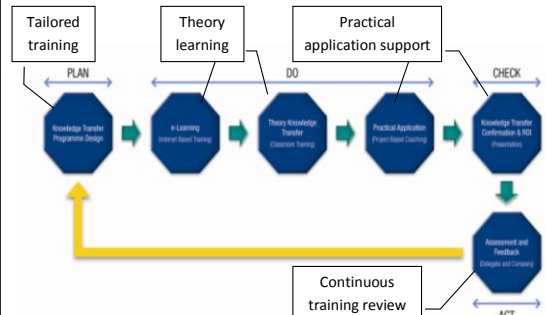 Tailored
training
Theory
learning
Practical
application support
PLAN
DO
CHECK
Knowledge Transfer
Programme Design
e-Learning
(Internet Based Training)
Theory Knowledge
Transfer
(Classroom Training)
Practical Application
(Project Based Coaching)
Knowledge Transfer
Confirmation & ROI
(Presentation)
Assessment and
Feedback
(Delegate and Company)
Continuous
training review
ACT